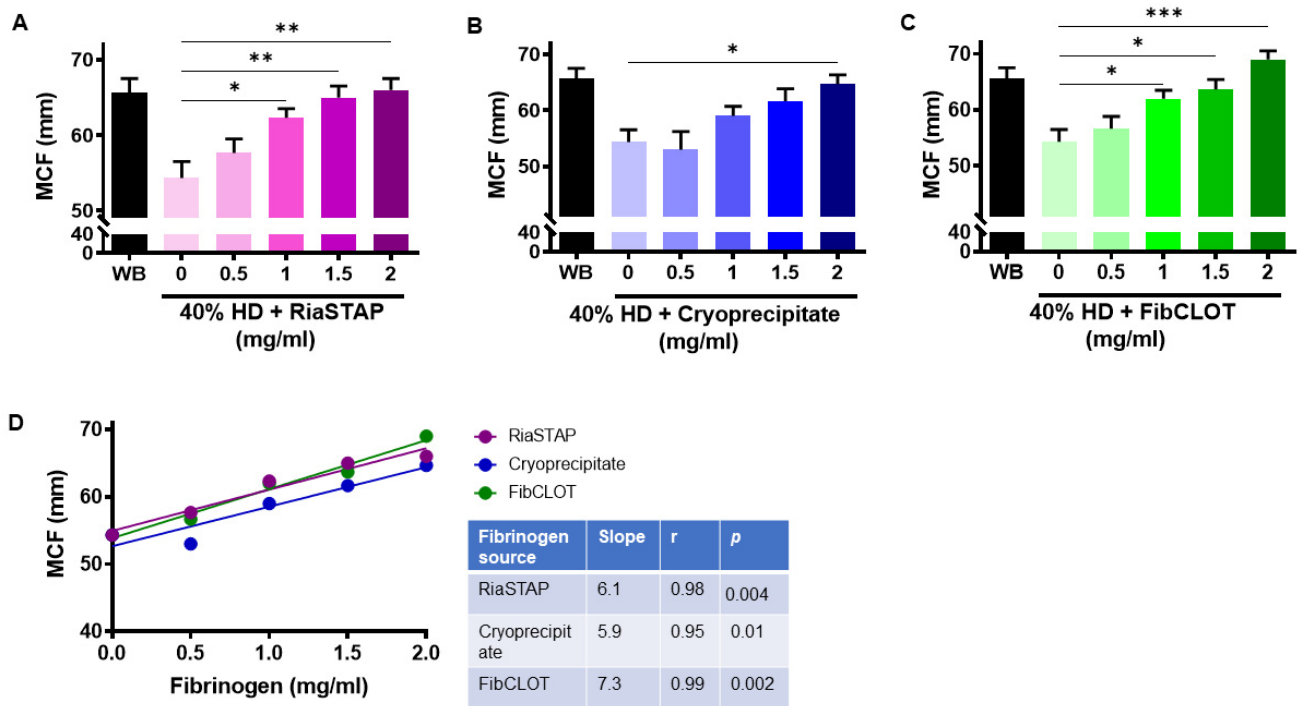 A
MCF (mm)
70
60
50
40
0
* ** **
WB 0 0.5 1 1.5 2
40% HD + RiaSTAP
(mg/ml)
B
MCF (mm)
70
60
50
40
0
*
WB 0 0.5 1 1.5 2
40% HD + Cryoprecipitate
(mg/ml)
C
MCF (mm)
70
60
50
40
0
* * ***
WB 0 0.5 1 1.5 2
40% HD + FibCLOT
(mg/ml)
D
MCF (mm)
70
60
50
40
0.0 0.5 1.0 1.5 2.0
Fibrinogen (mg/ml)
RiaSTAP
Cryoprecipitate
FibCLOT
Fibrinogen source Slope r p
RiaSTAP 6.1 0.98 0.004
Cryoprecipit
ate 5.9 0.95 0.01
FibCLOT 7.3 0.99 0.002